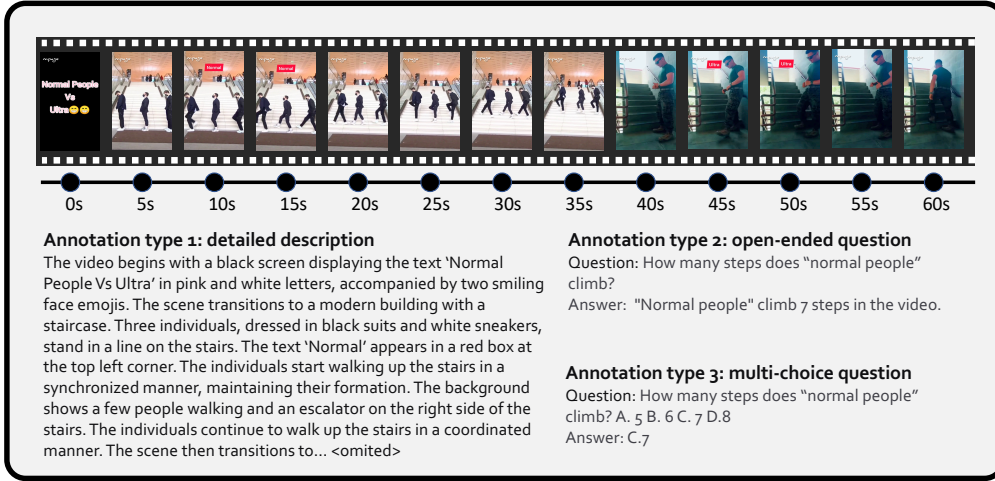 Normal People
Vs
Ultra😁😁
Normal
Normal
Ultra
Ultra
0s 5s 10s 15s 20s 25s 30s 35s 40s 45s 50s 55s 60s
Annotation type 1: detailed description
The video begins with a black screen displaying the text ‘Normal
People Vs Ultra’ in pink and white letters, accompanied by two smiling
face emojis. The scene transitions to a modern building with a
staircase. Three individuals, dressed in black suits and white sneakers,
stand in a line on the stairs. The text ‘Normal’ appears in a red box at
the top left corner. The individuals start walking up the stairs in a
synchronized manner, maintaining their formation. The background
shows a few people walking and an escalator on the right side of the
stairs. The individuals continue to walk up the stairs in a coordinated
manner. The scene then transitions to... <omited>
Annotation type 2: open-ended question
Question: How many steps does “normal people”
climb?
Answer: "Normal people" climb 7 steps in the video.
Annotation type 3: multi-choice question
Question: How many steps does “normal people”
climb? A. 5 B. 6 C. 7 D.8
Answer: C.7